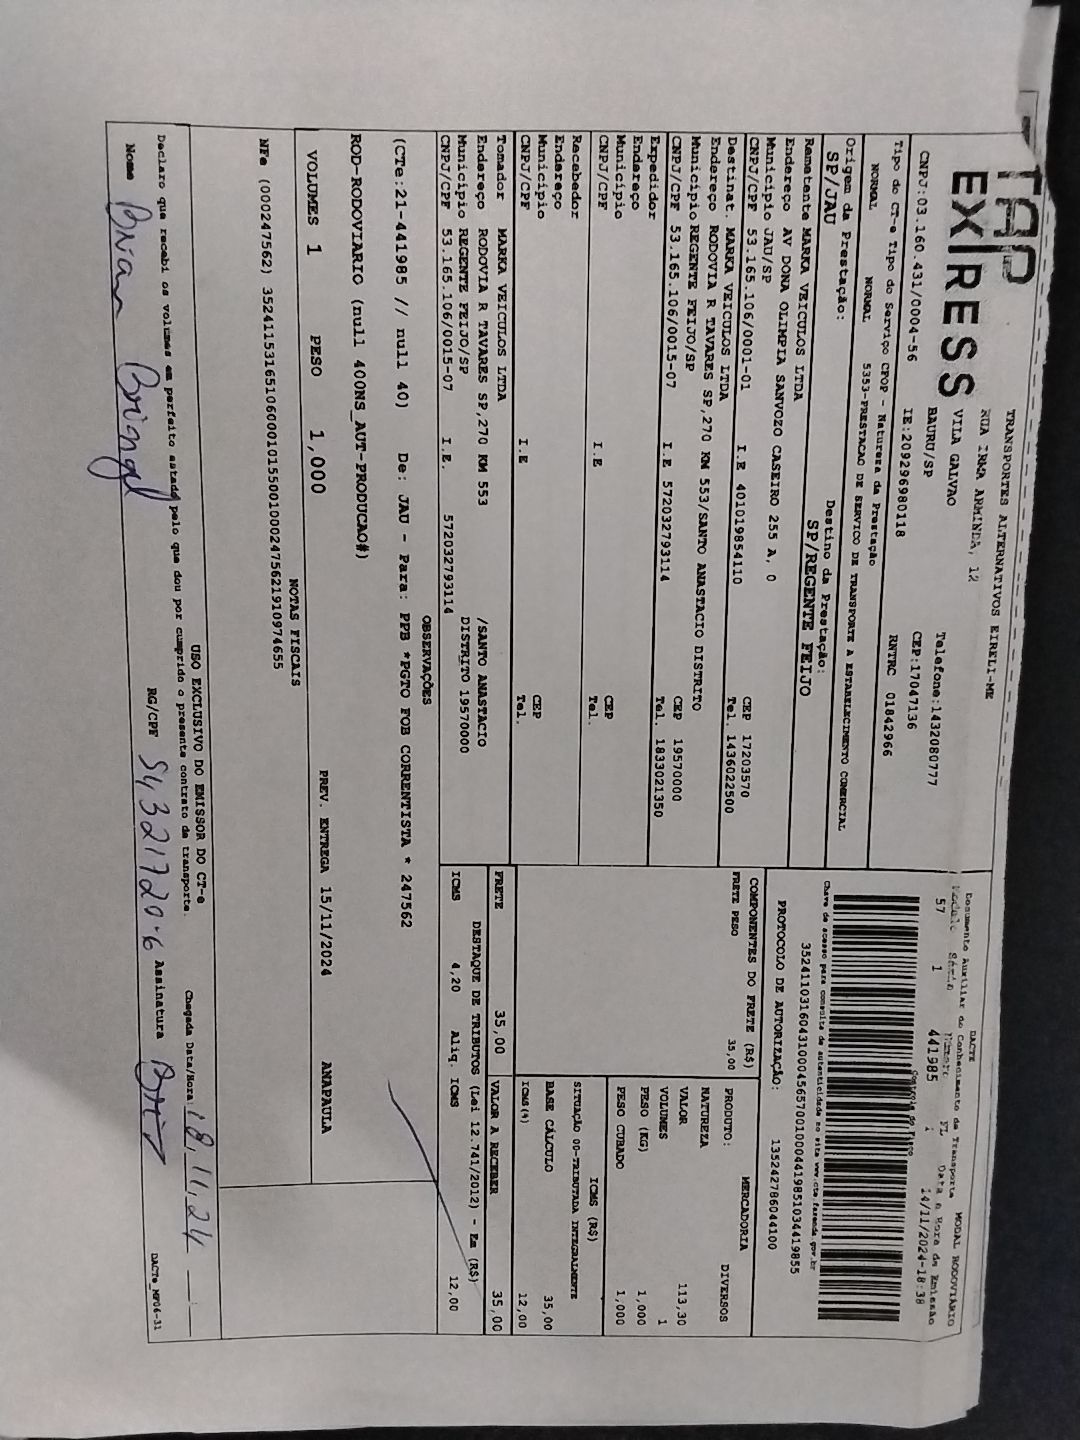 TAP
EXPRESS
TRANSPORTES ALTERNATIVOS EIRELI-ME
RUA IRMA ARMINDA, 12
VILA GALVAO
BAURU/SP
Telefone:1432080777
CEP:17047136
CNPJ:03.160.431/0004-56 IE:209296980118 RNTRC 01842966
DACTE
Documento Auxiliar do Conhecimento de Transporte MODAL RODOVIÁRIO
Modelo Série Número FL Data e Hora de Emissão
57 1 441985 1 14/11/2024-18:38
Controle do Fisco
Tipo do CT-e Tipo do Serviço CFOP - Natureza da Prestação
NORMAL NORMAL 5353-PRESTACAO DE SERVICO DE TRANSPORTE A ESTABELECIMENTO COMERCIAL
Origem da Prestação: Destino da Prestação:
SP/JAU SP/REGENTE FEIJO
Chave de acesso para consulta de autenticidade no site www.cte.fazenda.gov.br
35241103160431000456570010004419851034419855
PROTOCOLO DE AUTORIZAÇÃO: 135242786044100
Remetente MARKA VEICULOS LTDA
Endereço AV DONA OLIMPIA SANVOZO CASEIRO 255 A, 0
Município JAU/SP CEP 17203570
CNPJ/CPF 53.165.106/0001-01 I.E 401019854110 Tel. 1436022500
Destinat. MARKA VEICULOS LTDA
Endereço RODOVIA R TAVARES SP,270 KM 553/SANTO ANASTACIO DISTRITO
Município REGENTE FEIJO/SP CEP 19570000
CNPJ/CPF 53.165.106/0015-07 I.E 572032793114 Tel. 1833021350
Expedidor
Endereço
Município CEP
CNPJ/CPF I.E Tel.
Recebedor
Endereço
Município CEP
CNPJ/CPF I.E Tel.
Tomador MARKA VEICULOS LTDA
Endereço RODOVIA R TAVARES SP,270 KM 553 /SANTO ANASTACIO
Município REGENTE FEIJO/SP DISTRITO 19570000
CNPJ/CPF 53.165.106/0015-07 I.E. 572032793114
COMPONENTES DO FRETE (R$)
FRETE PESO 35,00
PRODUTO: MERCADORIA
NATUREZA DIVERSOS
VALOR 113,30
VOLUMES 1
PESO (KG) 1,000
PESO CUBADO 1,000
ICMS (R$)
SITUAÇÃO 00-TRIBUTADA INTEGRALMENTE
BASE CÁLCULO 35,00
ICMS(%) 12,00
FRETE 35,00 VALOR A RECEBER 35,00
DESTAQUE DE TRIBUTOS (Lei 12.741/2012) - Em (R$)
ICMS 4,20 Aliq. ICMS 12,00
OBSERVAÇÕES
(CTe:21-441985 // null 40) De: JAU - Para: PPB *PGTO FOB CORRENTISTA * 247562
ROD-RODOVIARIO (null 400NS_AUT-PRODUCAO#)
VOLUMES 1 PESO 1,000 PREV. ENTREGA 15/11/2024 ANAPAULA
NOTAS FISCAIS
NFe (000247562) 35241153165106000101550010002475621910974655
USO EXCLUSIVO DO EMISSOR DO CT-e
Declaro que recebi os volumes em perfeito estado pelo que dou por cumprido o presente contrato de transporte. Chegada Data/Hora: 18,11,24
Nome RG/CPF Assinatura
DACTe_MP06-31